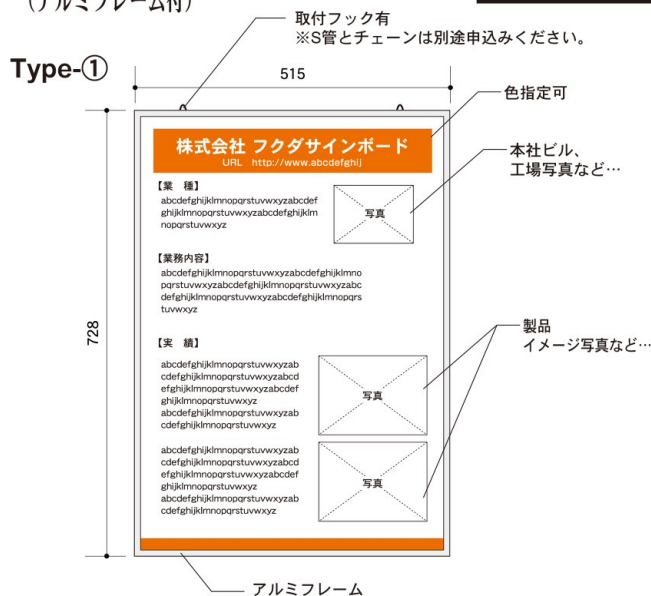 （アルミフレーム付）
取付フック有
※S管とチェーンは別途申込みください。
Type-①
515
色指定可
株式会社 フクダサインボード
URL http://www.abcdefghij
本社ビル、
工場写真など…
【業　種】
abcdefghijklmnopqrstuvwxyzabcdef
ghijklmnopqrstuvwxyzabcdefghijklm
nopqrstuvwxyz
写真
【業務内容】
abcdefghijklmnopqrstuvwxyzabcdefghijklmno
pqrstuvwxyzabcdefghijklmnopqrstuvwxyzabc
defghijklmnopqrstuvwxyzabcdefghijklmnopqrs
tuvwxyz
728
【実　績】
製品
イメージ写真など…
abcdefghijklmnopqrstuvwxyzab
cdefghijklmnopqrstuvwxyzabcd
efghijklmnopqrstuvwxyzabcdef
ghijklmnopqrstuvwxyz
abcdefghijklmnopqrstuvwxyzab
cdefghijklmnopqrstuvwxyz
写真
abcdefghijklmnopqrstuvwxyzab
cdefghijklmnopqrstuvwxyzabcd
efghijklmnopqrstuvwxyzabcdef
ghijklmnopqrstuvwxyz
abcdefghijklmnopqrstuvwxyzab
cdefghijklmnopqrstuvwxyz
写真
アルミフレーム